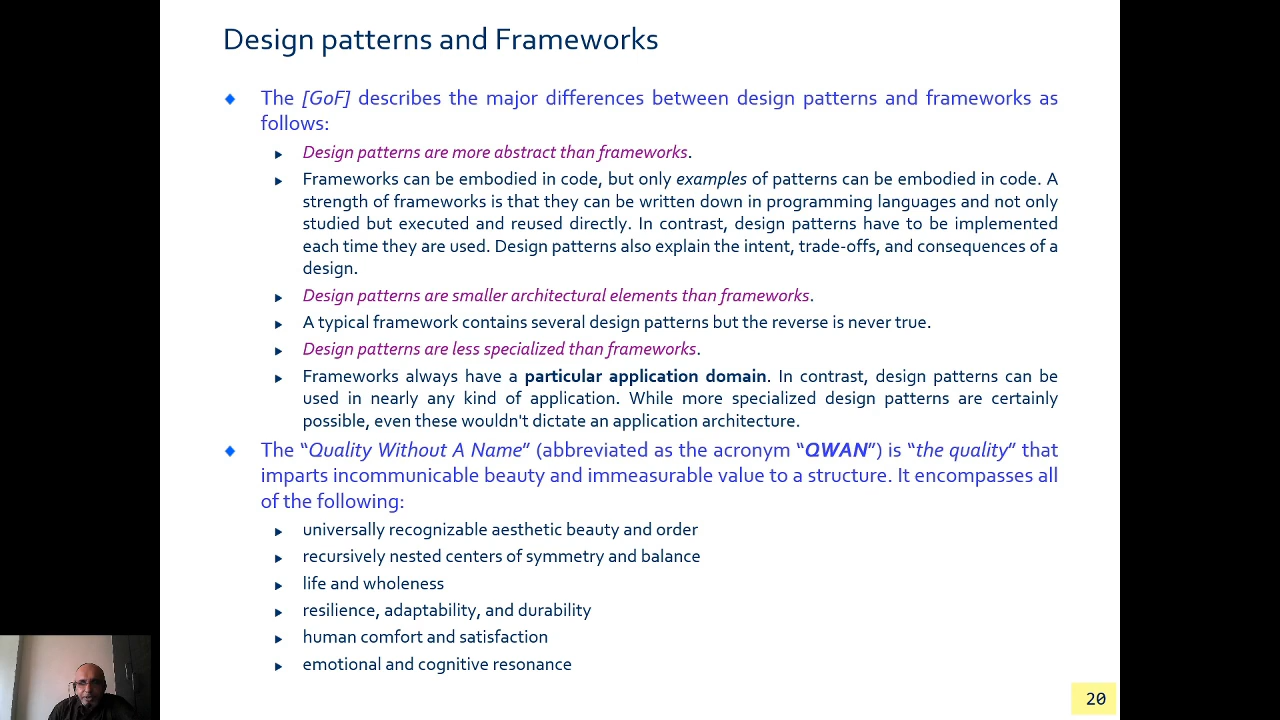 Design patterns and Frameworks
The [GoF] describes the major differences between design patterns and frameworks as
follows:
Design patterns are more abstract than frameworks.
Frameworks can be embodied in code, but only examples of patterns can be embodied in code. A
strength of frameworks is that they can be written down in programming languages and not only
studied but executed and reused directly. In contrast, design patterns have to be implemented
each time they are used. Design patterns also explain the intent, trade-offs, and consequences of a
design.
Design patterns are smaller architectural elements than frameworks.
A typical framework contains several design patterns but the reverse is never true.
Design patterns are less specialized than frameworks.
Frameworks always have a particular application domain. In contrast, design patterns can be
used in nearly any kind of application. While more specialized design patterns are certainly
possible, even these wouldn't dictate an application architecture.
The “Quality Without A Name” (abbreviated as the acronym “QWAN”) is “the quality” that
imparts incommunicable beauty and immeasurable value to a structure. It encompasses all
of the following:
universally recognizable aesthetic beauty and order
recursively nested centers of symmetry and balance
life and wholeness
resilience, adaptability, and durability
human comfort and satisfaction
emotional and cognitive resonance
20